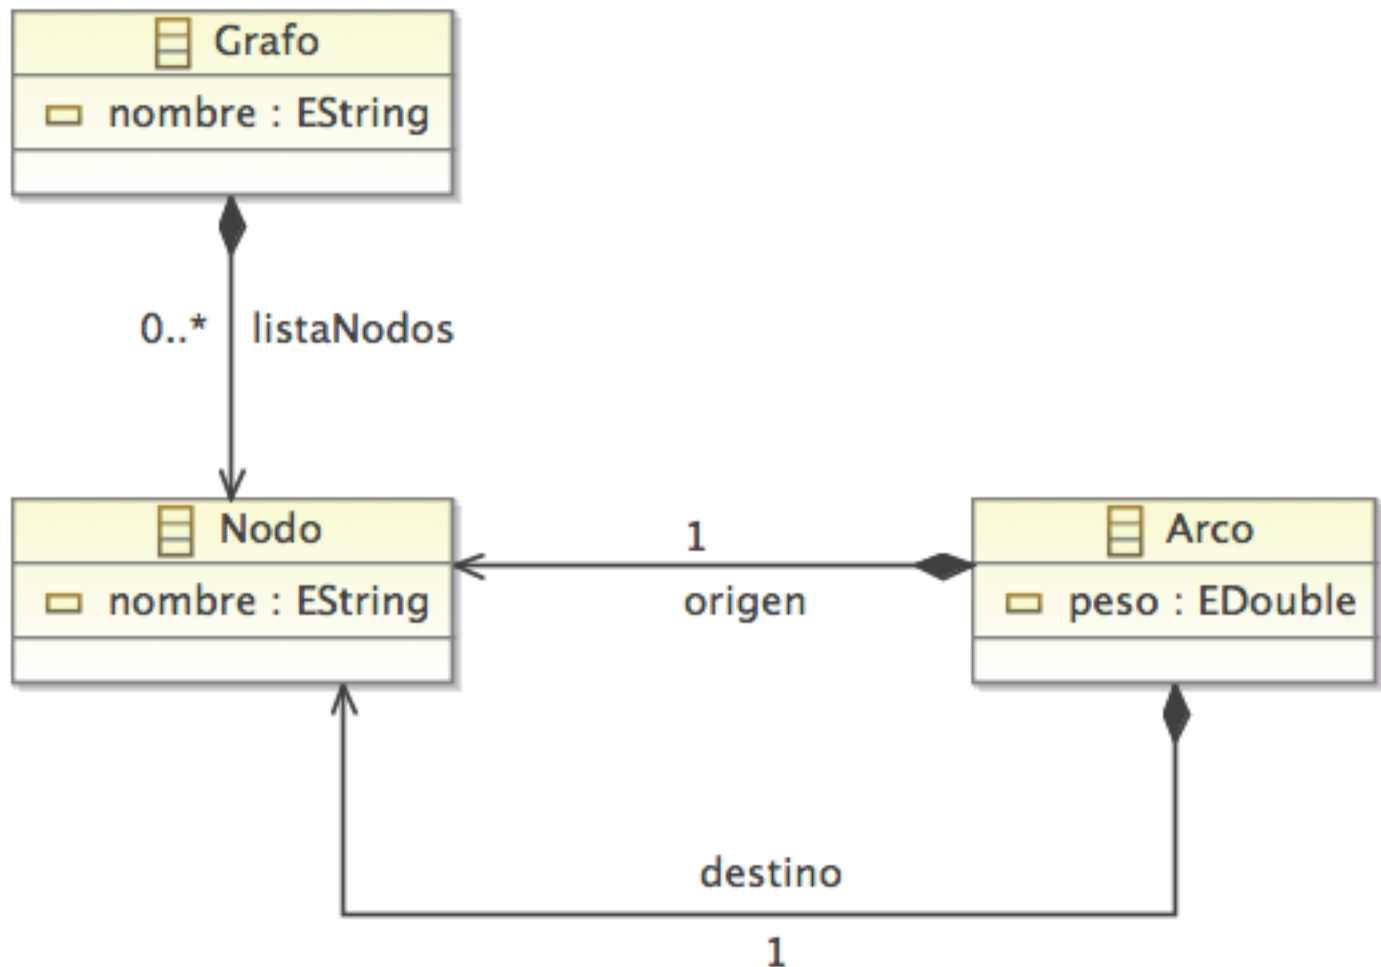 Grafo
nombre : EString
0..* listaNodos
Nodo
nombre : EString
1
origen
Arco
peso : EDouble
destino
1